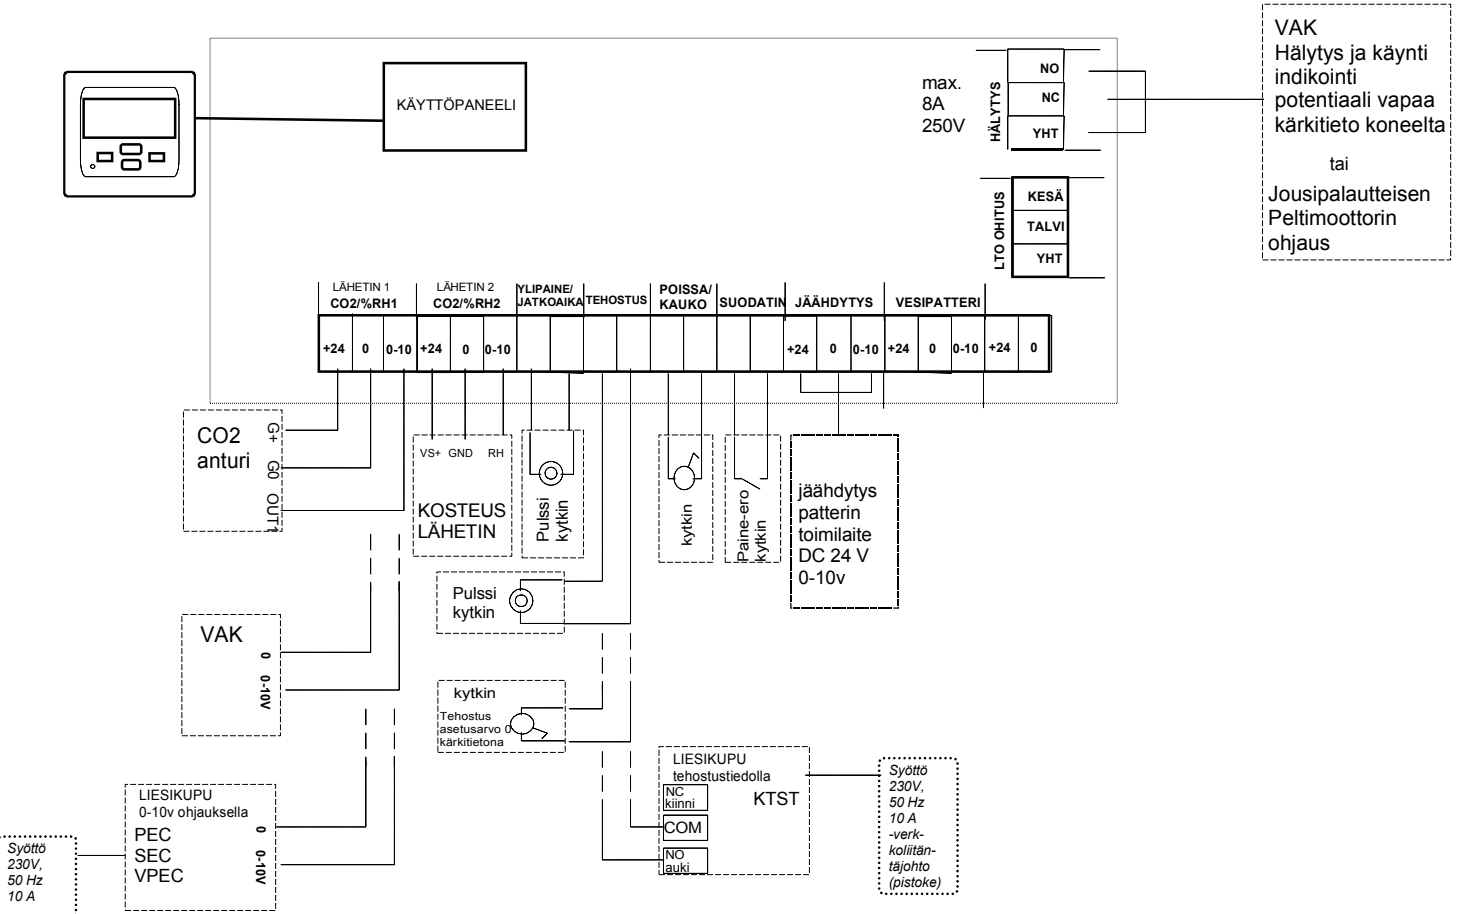 VAK
Hälytys ja käynti
indikointi
potentiaali vapaa
kärkitieto koneelta
tai
Jousipalautteisen
Peltimoottorin
ohjaus
KÄYTTÖPANEELI
max.
8A
250V
HÄLYTYS
NO
NC
YHT
LTO OHITUS
KESÄ
TALVI
YHT
LÄHETIN 1
CO2/%RH1
LÄHETIN 2
CO2/%RH2
YLIPAINE/
JATKOAIKA
TEHOSTUS
POISSA/
KAUKO
SUODATIN
JÄÄHDYTYS
VESIPATTERI
+24 0 0-10 +24 0 0-10 +24 0 0-10 +24 0 0-10 +24 0
CO2
anturi
G+
G0
OUT1
VS+ GND RH
KOSTEUS
LÄHETIN
Pulssi
kytkin
kytkin
Paine-ero
kytkin
jäähdytys
patterin
toimilaite
DC 24 V
0-10v
Pulssi
kytkin
VAK
0
0-10V
kytkin
Tehostus
asetusarvo 0
kärkitietona
LIESIKUPU
tehostustiedolla
NC
kiinni
KTST
COM
NO
auki
Syöttö
230V,
50 Hz
10 A
-verk-
koliitän-
täjohto
(pistoke)
LIESIKUPU
0-10v ohjauksella
PEC
SEC
VPEC
0
0-10V
Syöttö
230V,
50 Hz
10 A